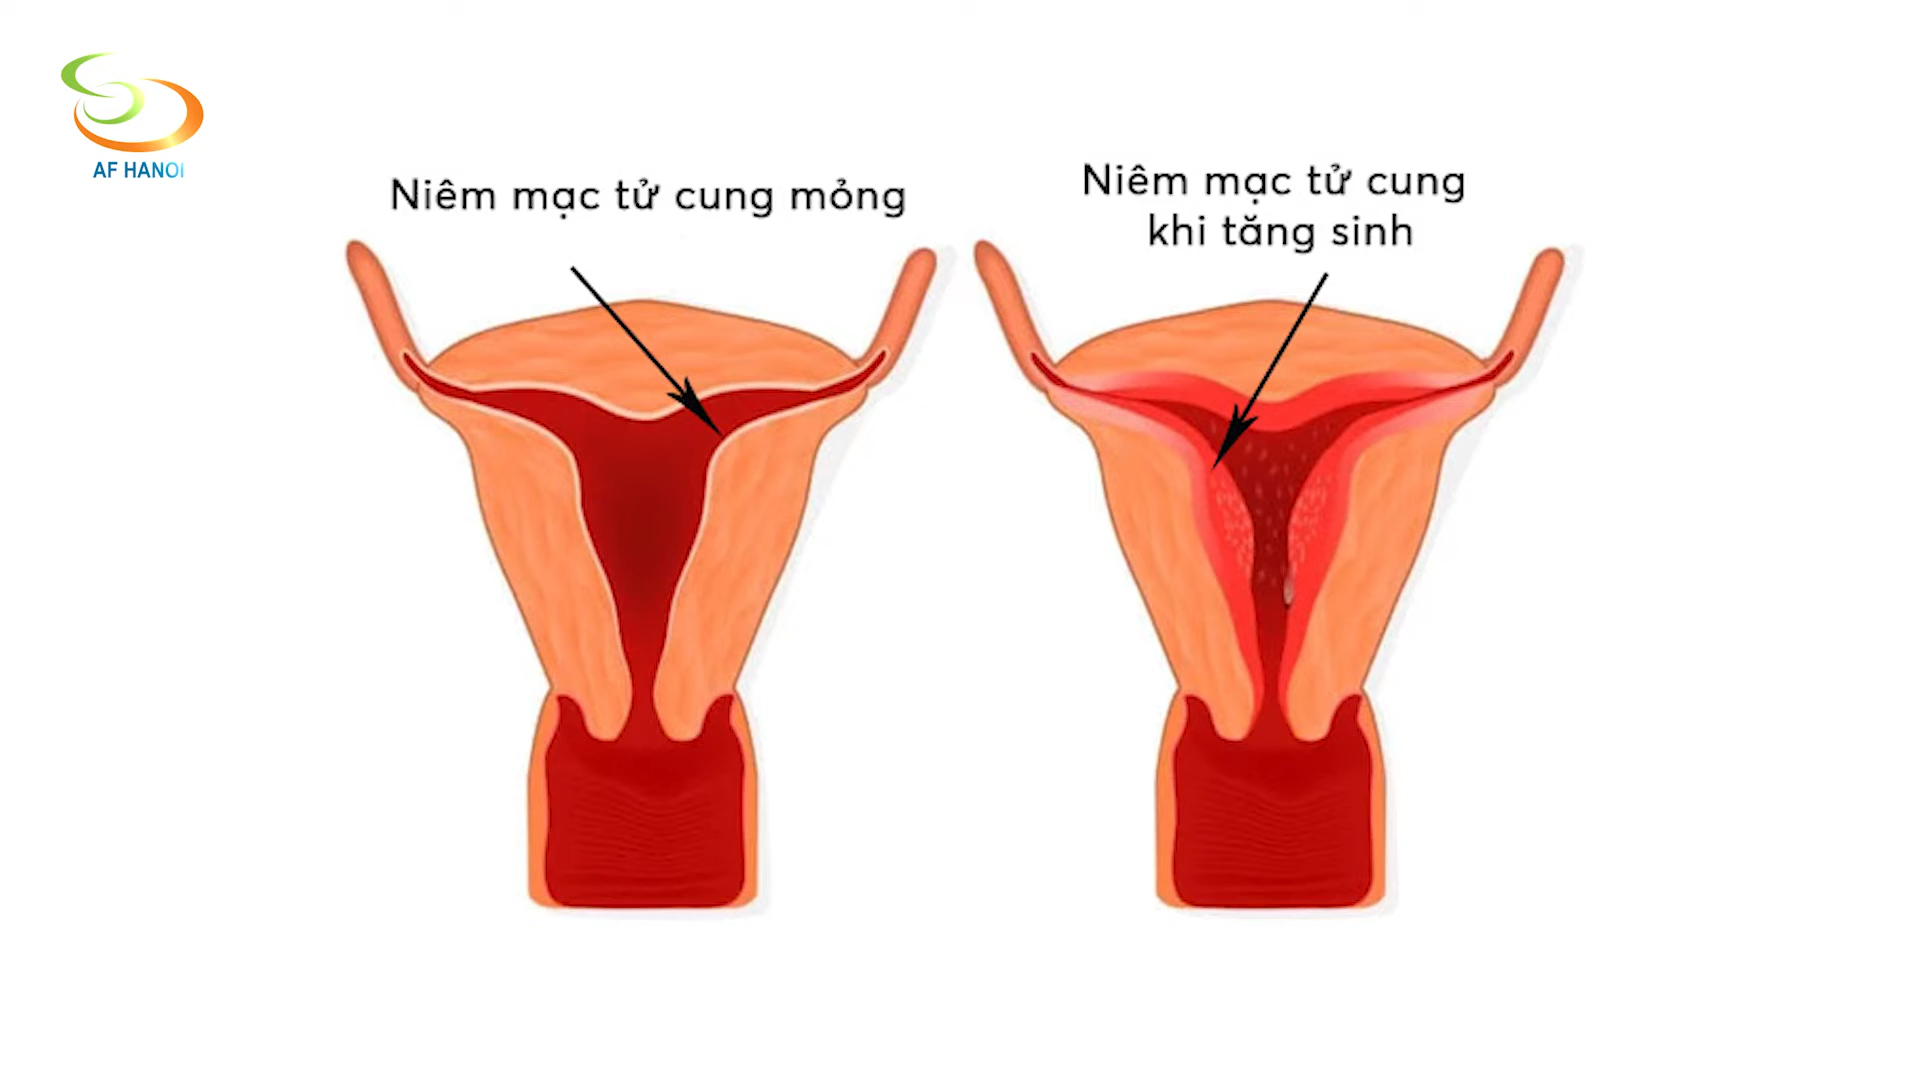 AF HANOI
Niêm mạc tử cung mỏng
Niêm mạc tử cung
khi tăng sinh